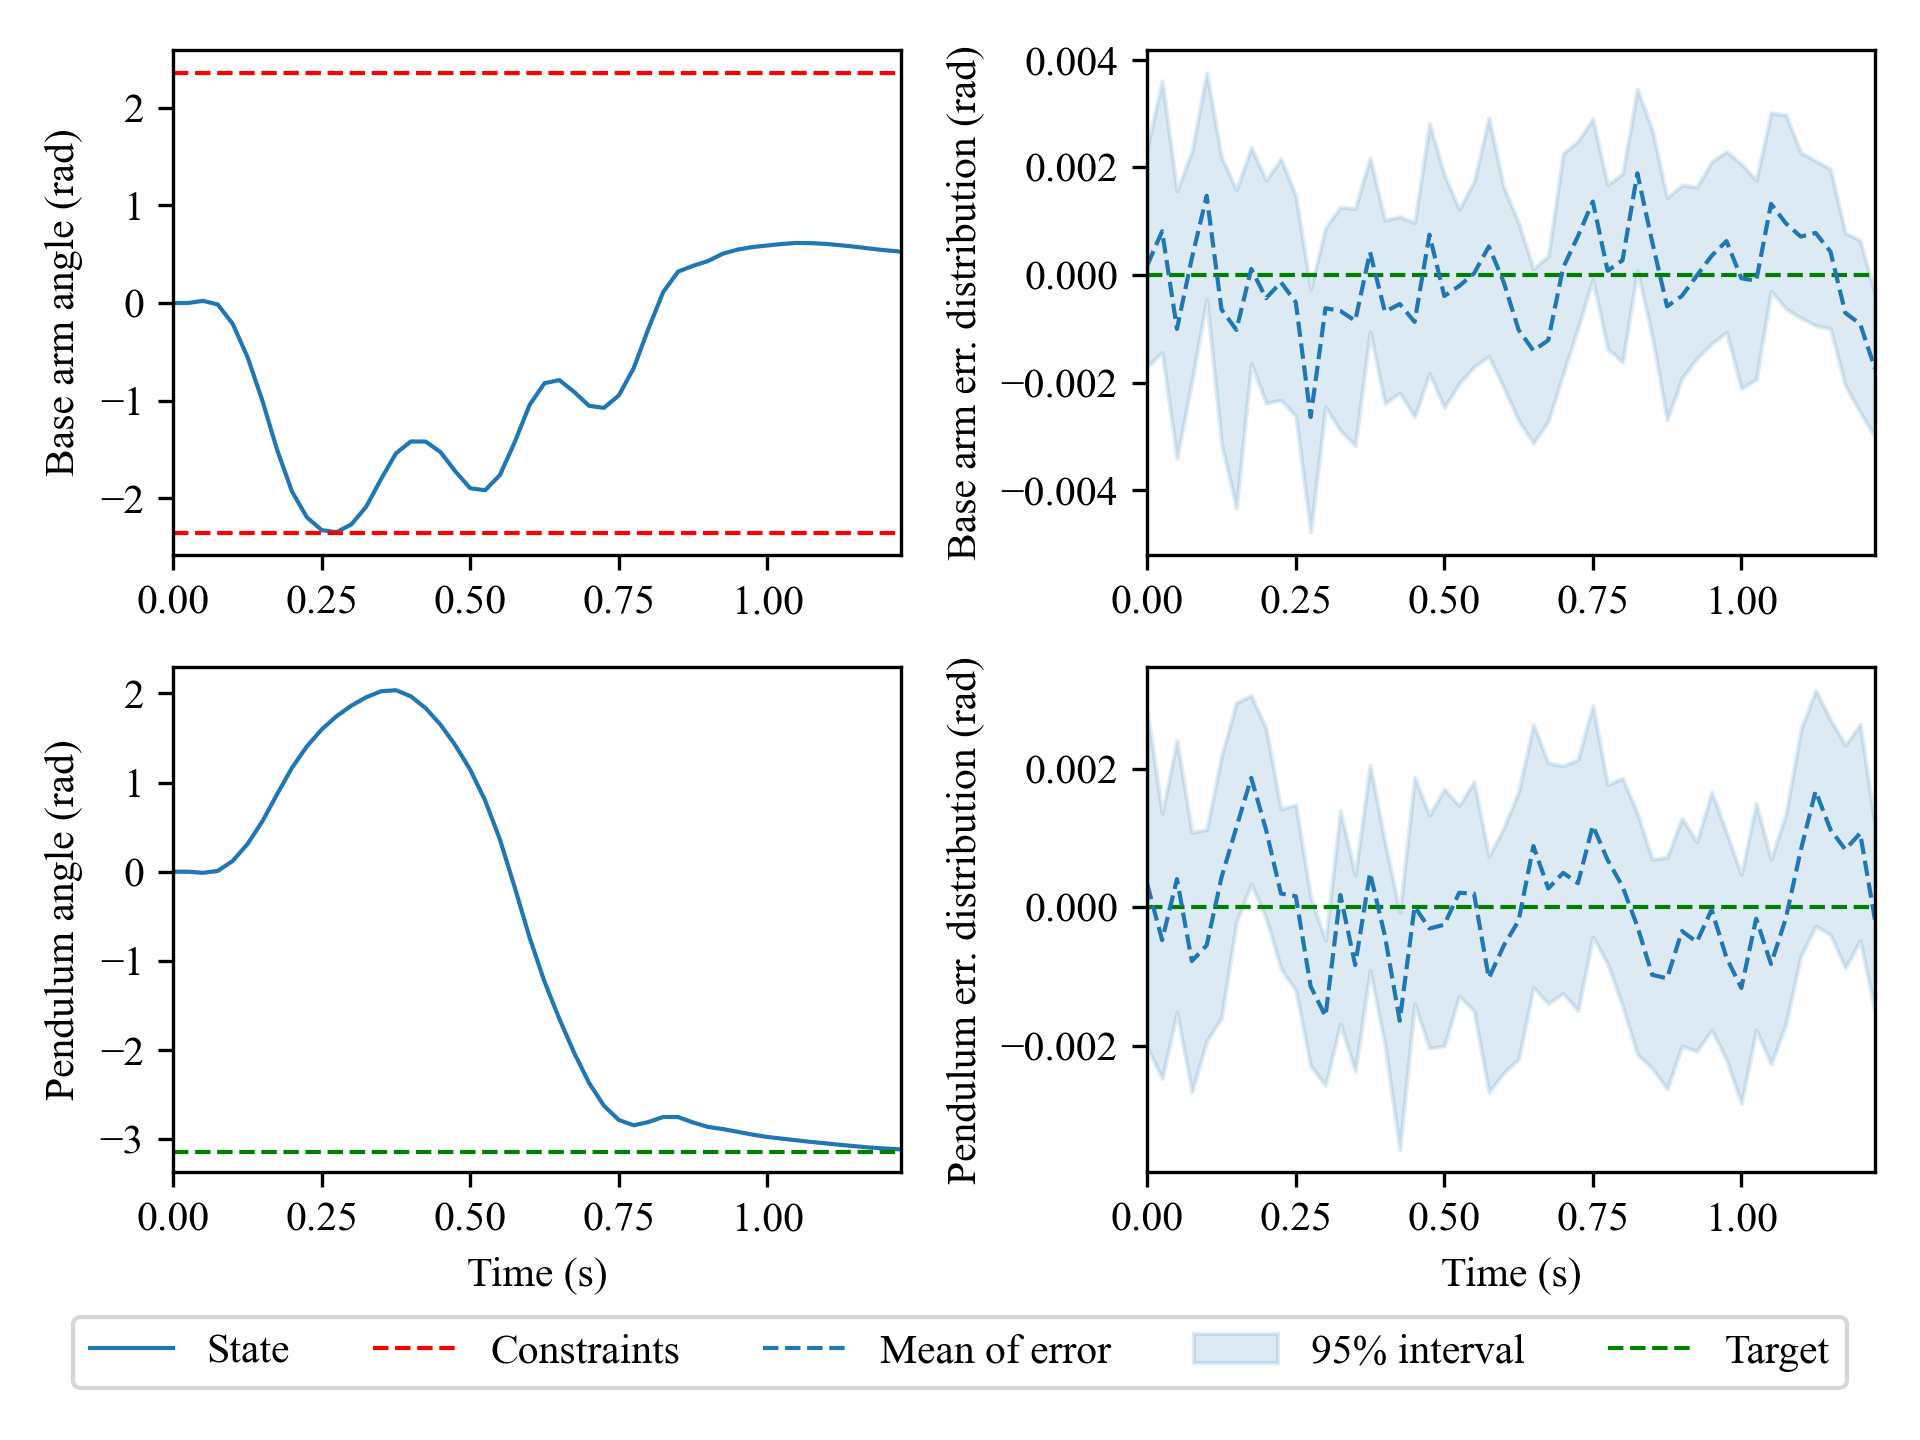 Base arm angle (rad)
2
1
0
−1
−2
0.00 0.25 0.50 0.75 1.00
Base arm err. distribution (rad)
0.004
0.002
0.000
−0.002
−0.004
0.00 0.25 0.50 0.75 1.00
Pendulum angle (rad)
2
1
0
−1
−2
−3
0.00 0.25 0.50 0.75 1.00
Time (s)
Pendulum err. distribution (rad)
0.002
0.000
−0.002
0.00 0.25 0.50 0.75 1.00
Time (s)
State Constraints Mean of error 95% interval Target